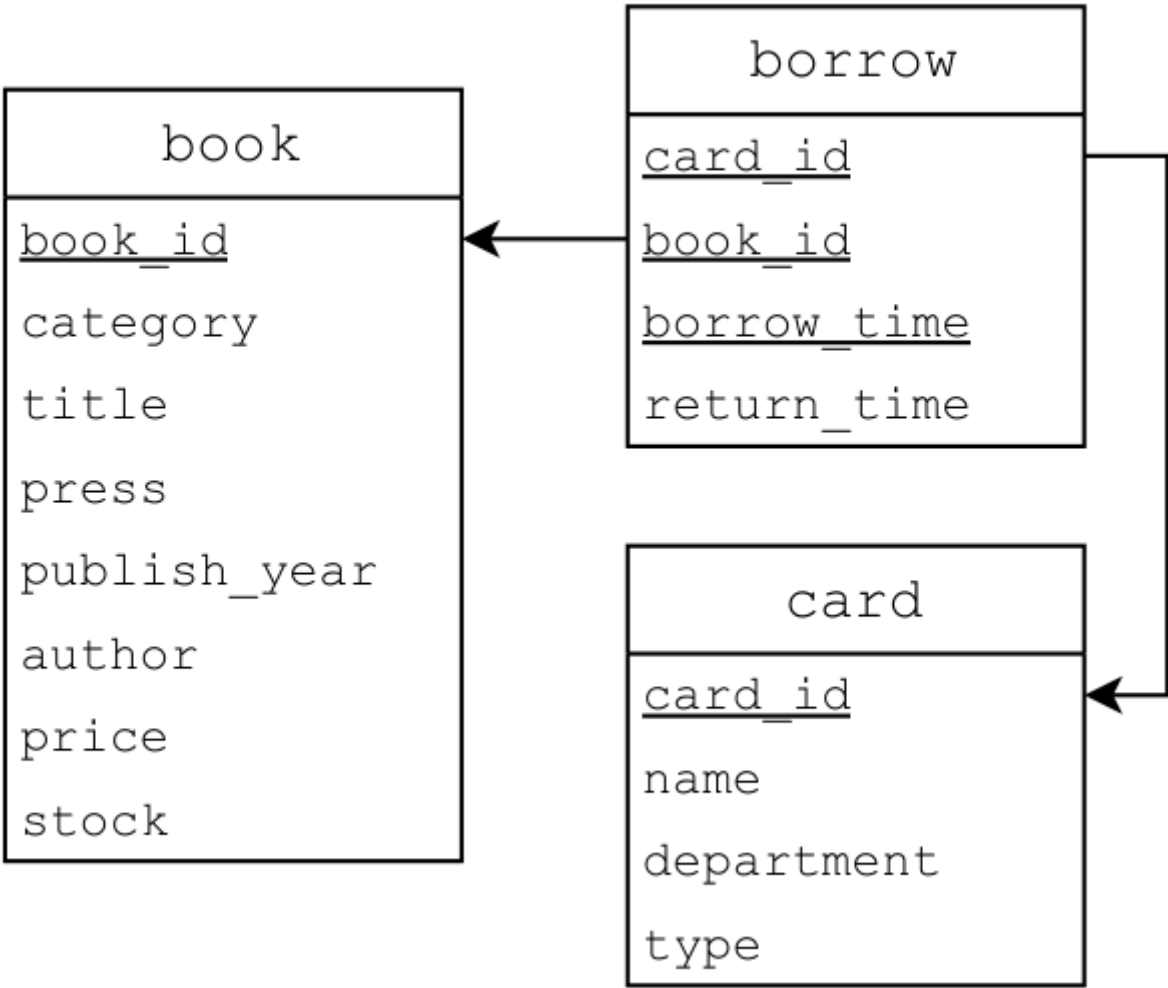 book
book_id
category
title
press
publish_year
author
price
stock
borrow
card_id
book_id
borrow_time
return_time
card
card_id
name
department
type